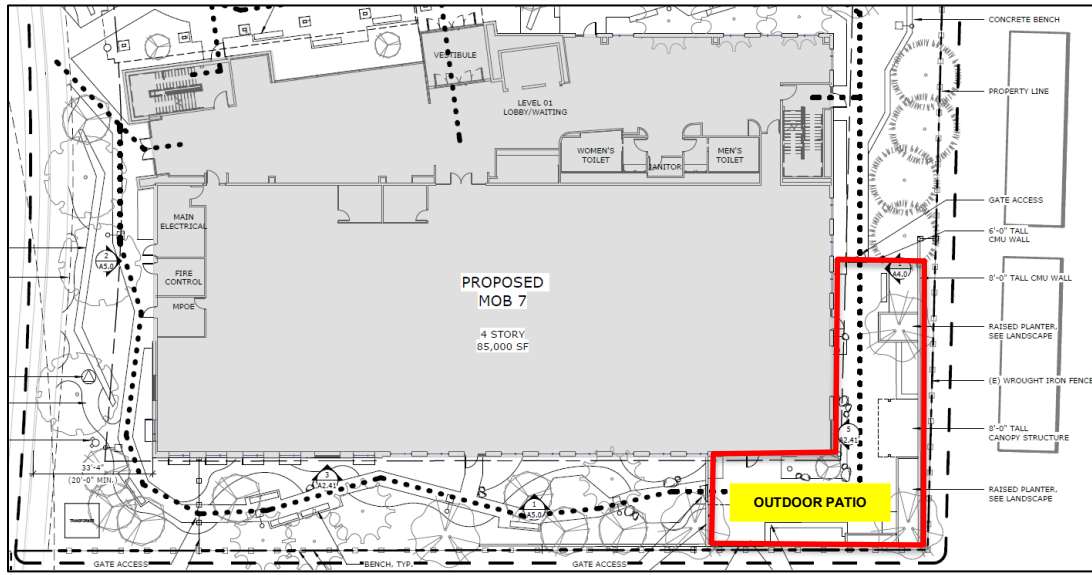 CONCRETE BENCH
PROPERTY LINE
GATE ACCESS
6'-0" TALL
CMU WALL
8'-0" TALL CMU WALL
RAISED PLANTER,
SEE LANDSCAPE
(E) WROUGHT IRON FENCE
8'-0" TALL
CANOPY STRUCTURE
RAISED PLANTER,
SEE LANDSCAPE
VESTIBULE
LEVEL 01
LOBBY/WAITING
WOMEN'S
TOILET
JANITOR
MEN'S
TOILET
MAIN
ELECTRICAL
FIRE
CONTROL
MPOE
PROPOSED
MOB 7
4 STORY
85,000 SF
2
A5.0
A4.0
5
A2.41
3
A2.41
1
A5.0
33'-4"
(20'-0" MIN.)
OUTDOOR PATIO
GATE ACCESS
BENCH, TYP.
GATE ACCESS